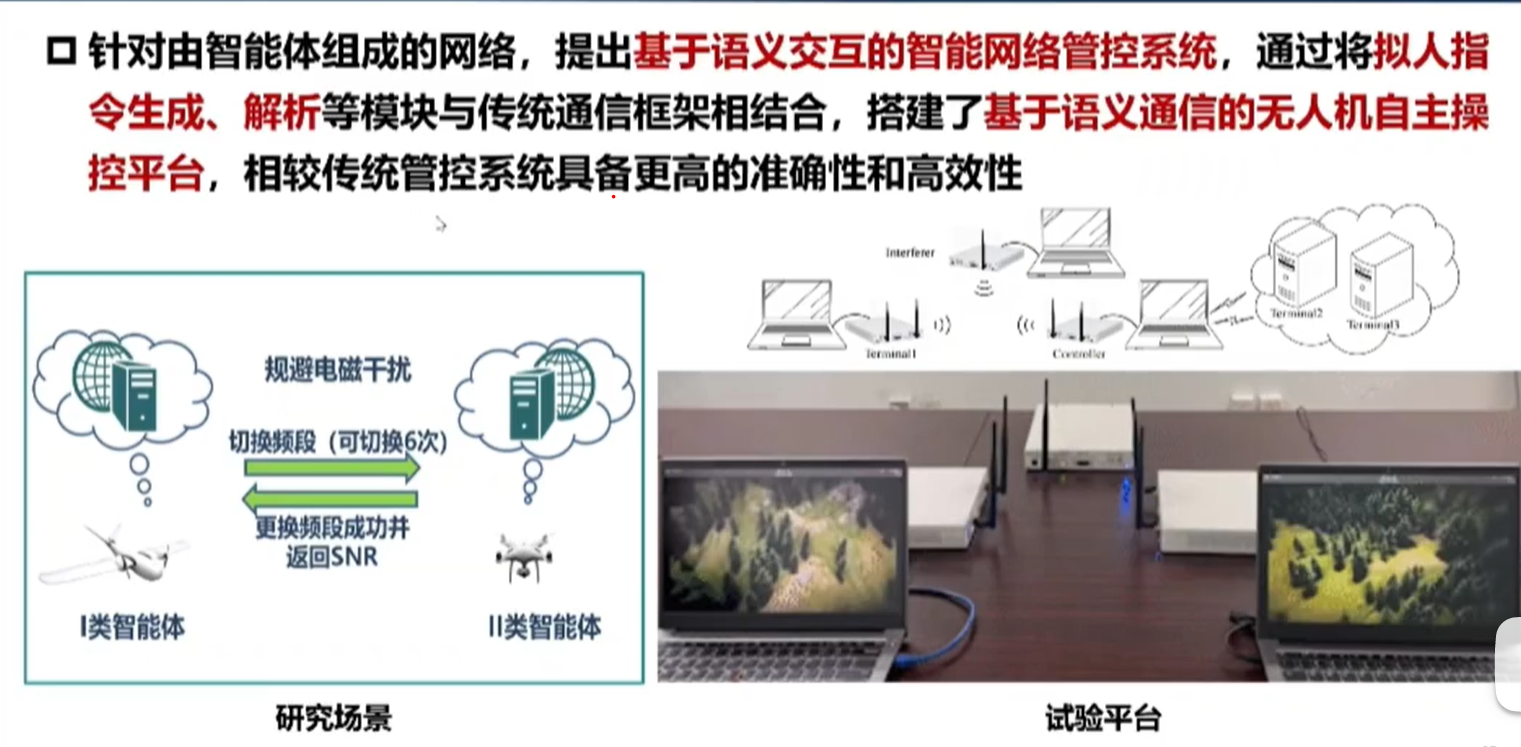 针对由智能体组成的网络，提出基于语义交互的智能网络管控系统，通过将拟人指
令生成、解析等模块与传统通信框架相结合，搭建了基于语义通信的无人机自主操
控平台，相较传统管控系统具备更高的准确性和高效性
规避电磁干扰
切换频段（可切换6次）
更换频段成功并
返回SNR
I类智能体
II类智能体
研究场景
Interferer
Terminal1
Controller
Terminal2
Terminal3
试验平台